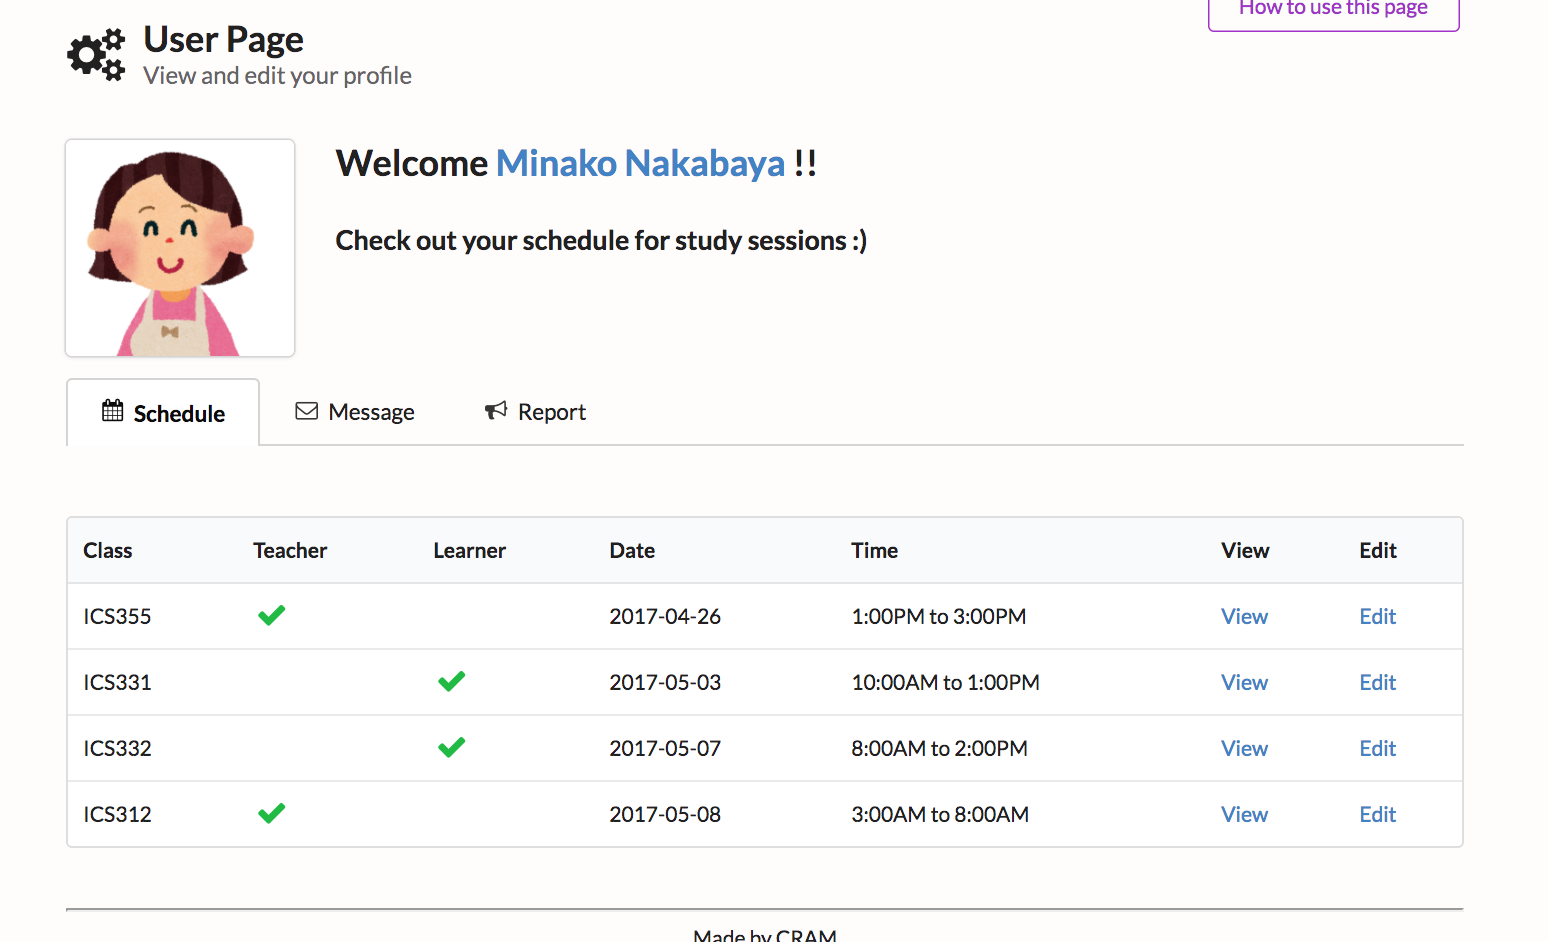 How to use this page
User Page
View and edit your profile
Welcome Minako Nakabaya !!
Check out your schedule for study sessions :)
Schedule Message Report
Class Teacher Learner Date Time View Edit
ICS355 2017-04-26 1:00PM to 3:00PM View Edit
ICS331 2017-05-03 10:00AM to 1:00PM View Edit
ICS332 2017-05-07 8:00AM to 2:00PM View Edit
ICS312 2017-05-08 3:00AM to 8:00AM View Edit
Made by CRAM